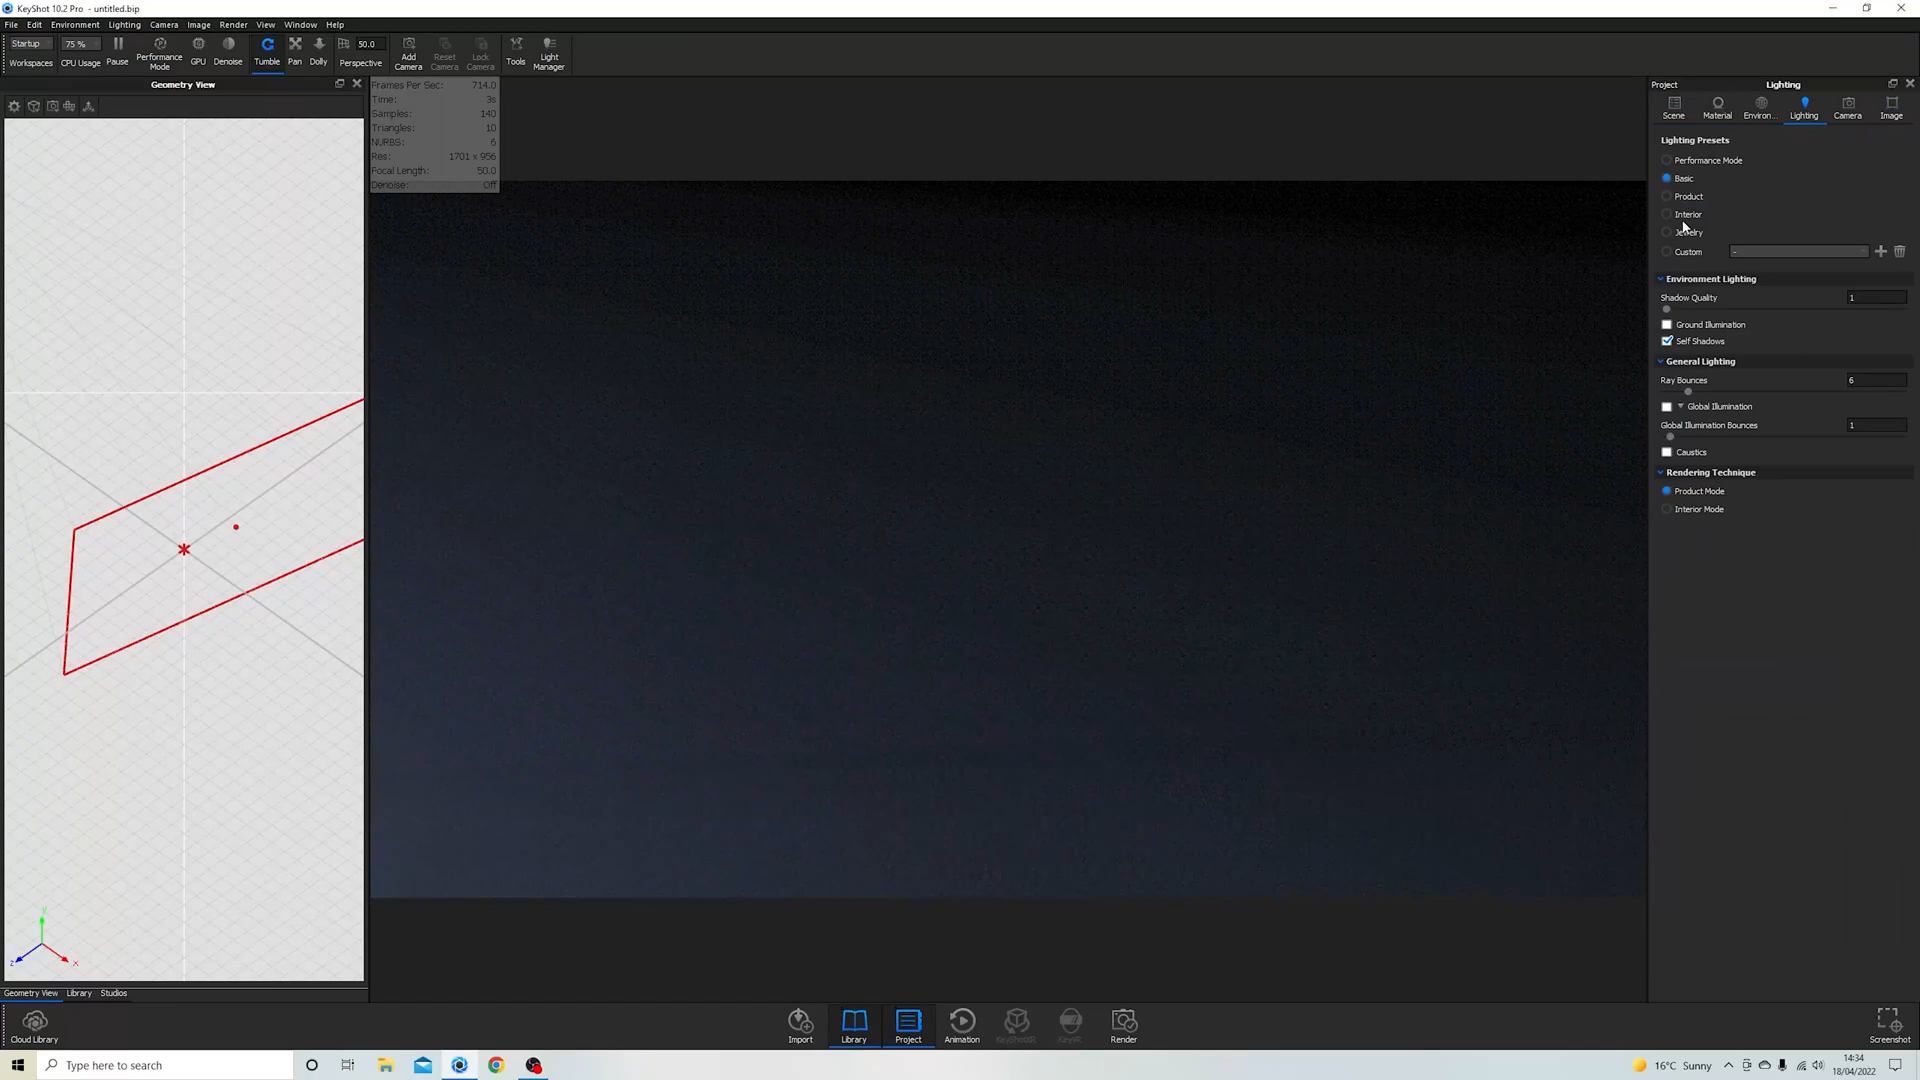 KeyShot 10.2 Pro - untitled.bip
File Edit Environment Lighting Camera Image Render View Window Help
Startup 75 % 50.0
Workspaces CPU Usage Pause Performance Mode GPU Denoise Tumble Pan Dolly Perspective Add Camera Reset Camera Lock Camera Tools Light Manager
Geometry View
Frames Per Sec: 714.0
Time: 3s
Samples: 140
Triangles: 10
NURBS: 6
Res: 1701 x 956
Focal Length: 50.0
Denoise: Off
Project Lighting
Scene Material Environ... Lighting Camera Image
Lighting Presets
Performance Mode
Basic
Product
Interior
Jewelry
Custom -
Environment Lighting
Shadow Quality 1
Ground Illumination
Self Shadows
General Lighting
Ray Bounces 6
Global Illumination
Global Illumination Bounces 1
Caustics
Rendering Technique
Product Mode
Interior Mode
Y
Z X
Geometry View Library Studios
Cloud Library Import Library Project Animation KeyShotXR KeyVR Render Screenshot
Type here to search
16°C Sunny
14:34
18/04/2022